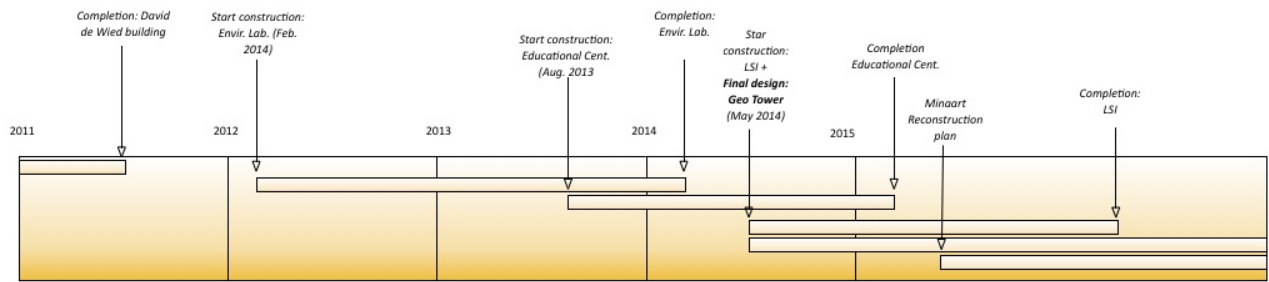 Completion: David
de Wied building
Start construction:
Envir. Lab. (Feb.
2014)
Start construction:
Educational Cent.
(Aug. 2013
Completion:
Envir. Lab.
Star
construction:
LSI +
Final design:
Geo Tower
(May 2014)
Completion
Educational Cent.
Minaart
Reconstruction
plan
Completion:
LSI
2011
2012
2013
2014
2015